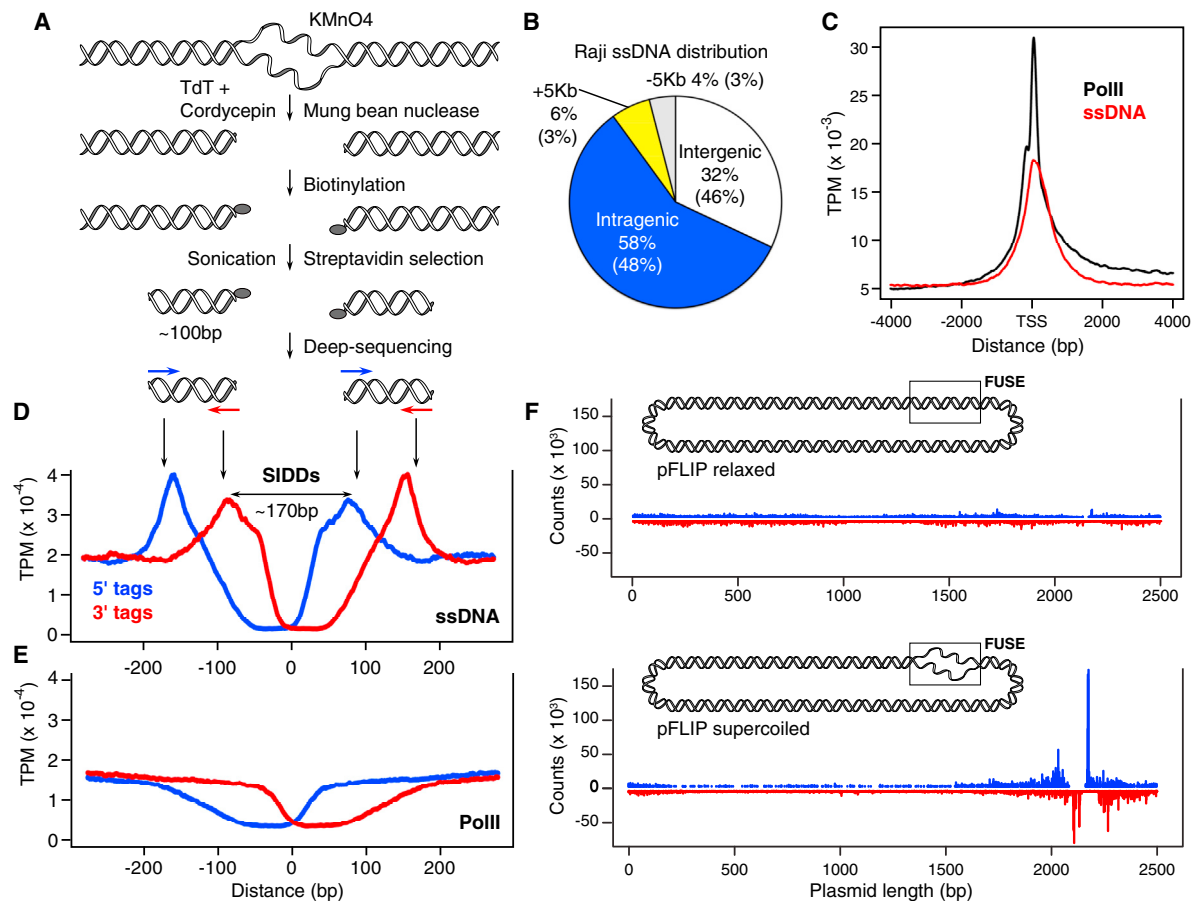 A
KMnO4
TdT +
Cordycepin
Mung bean nuclease
Biotinylation
Sonication
Streptavidin selection
~100bp
Deep-sequencing
B
Raji ssDNA distribution
-5Kb 4% (3%)
+5Kb
6%
(3%)
Intergenic
32%
(46%)
Intragenic
58%
(48%)
C
TPM (x 10⁻³)
30
25
20
15
10
5
PolII
ssDNA
-4000 -2000 TSS 2000 4000
Distance (bp)
D
TPM (x 10⁻⁴)
4
3
2
1
0
SIDDs
~170bp
5' tags
3' tags
ssDNA
-200 -100 0 100 200
E
TPM (x 10⁻⁴)
4
3
2
1
0
PolII
-200 -100 0 100 200
Distance (bp)
F
Counts (x 10³)
150
100
50
0
-50
FUSE
pFLIP relaxed
0 500 1000 1500 2000 2500
Counts (x 10³)
150
100
50
0
-50
FUSE
pFLIP supercoiled
0 500 1000 1500 2000 2500
Plasmid length (bp)